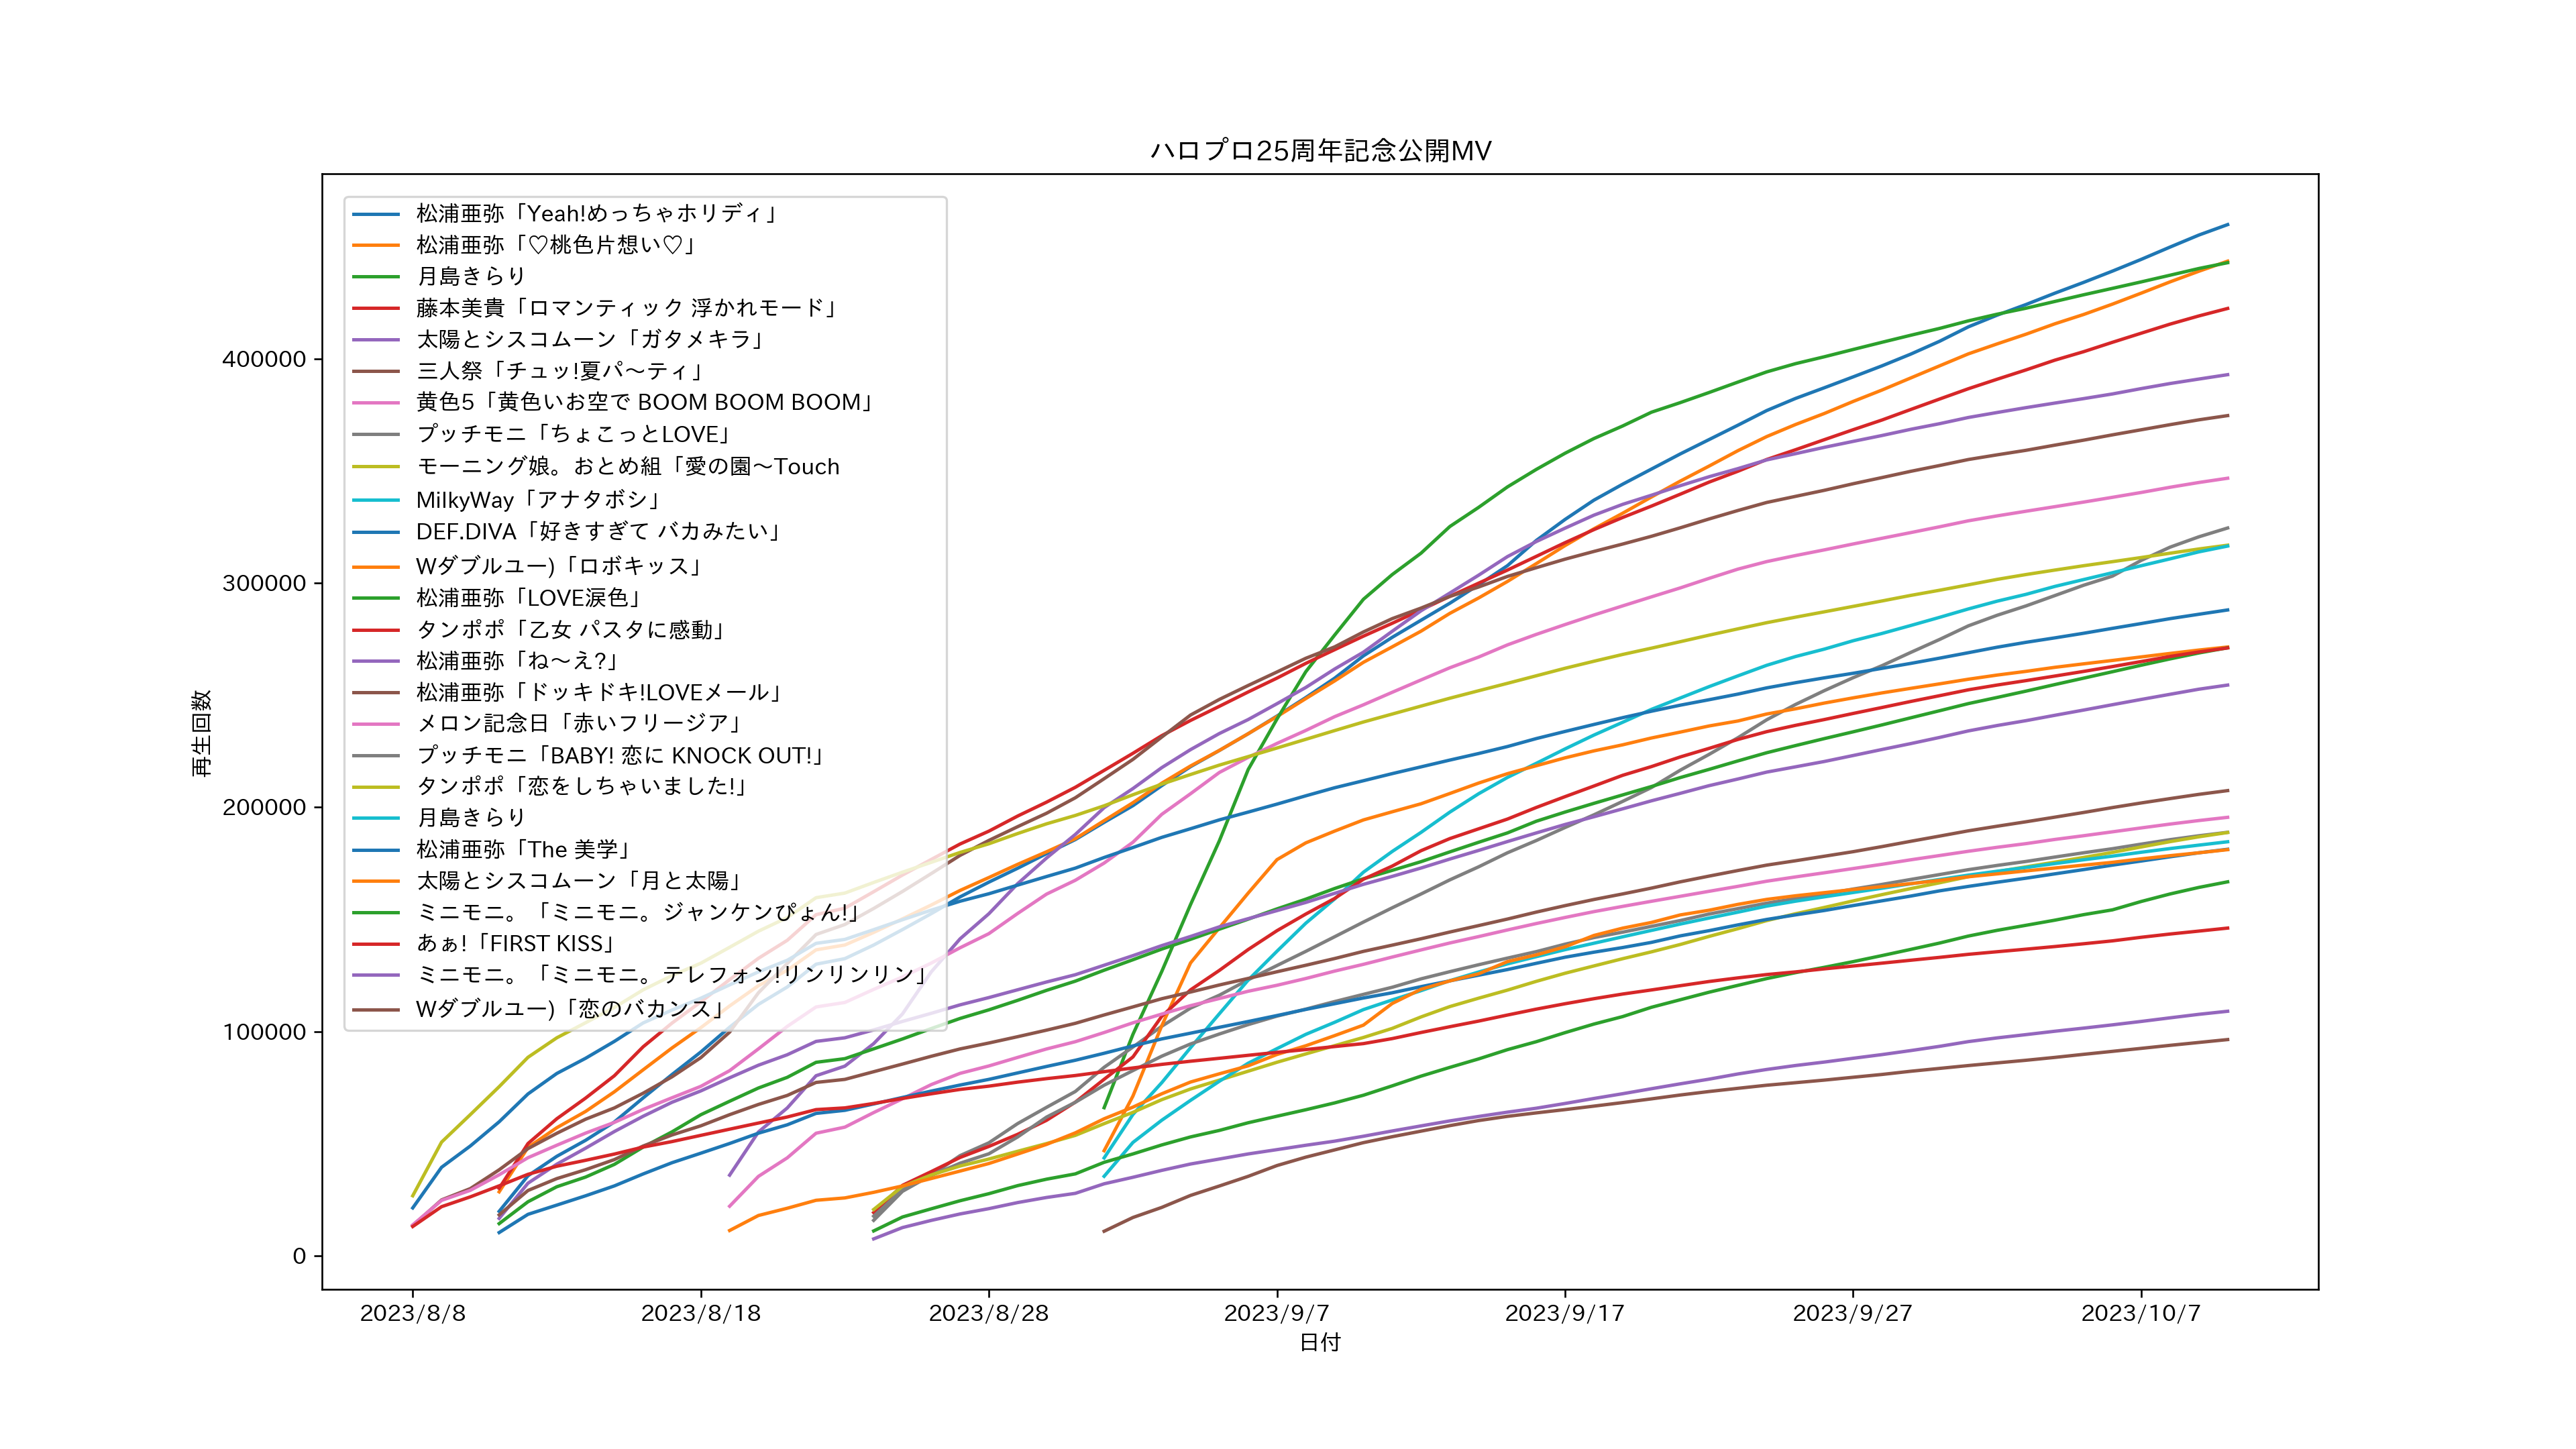 ハロプロ25周年記念公開MV
松浦亜弥「Yeah!めっちゃホリディ」
松浦亜弥「♡桃色片想い♡」
月島きらり
藤本美貴「ロマンティック 浮かれモード」
太陽とシスコムーン「ガタメキラ」
三人祭「チュッ!夏パ〜ティ」
黄色5「黄色いお空で BOOM BOOM BOOM」
プッチモニ「ちょこっとLOVE」
モーニング娘。おとめ組「愛の園〜Touch
MilkyWay「アナタボシ」
DEF.DIVA「好きすぎて バカみたい」
Wダブルユー)「ロボキッス」
松浦亜弥「LOVE涙色」
タンポポ「乙女 パスタに感動」
松浦亜弥「ね〜え?」
松浦亜弥「ドッキドキ!LOVEメール」
メロン記念日「赤いフリージア」
プッチモニ「BABY! 恋に KNOCK OUT!」
タンポポ「恋をしちゃいました!」
月島きらり
松浦亜弥「The 美学」
太陽とシスコムーン「月と太陽」
ミニモニ。「ミニモニ。ジャンケンぴょん!」
あぁ!「FIRST KISS」
ミニモニ。「ミニモニ。テレフォン!リンリンリン」
Wダブルユー)「恋のバカンス」
再生回数
400000
300000
200000
100000
0
2023/8/8
2023/8/18
2023/8/28
2023/9/7
2023/9/17
2023/9/27
2023/10/7
日付